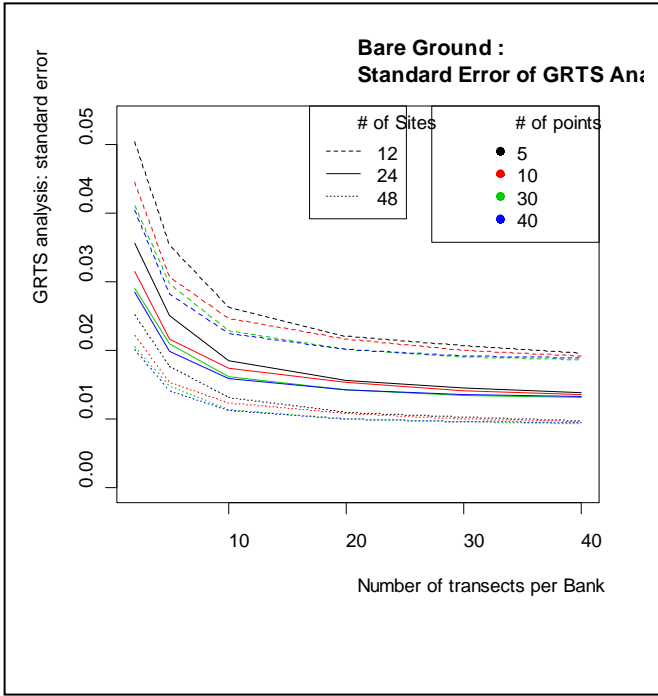 Bare Ground :
Standard Error of GRTS Ana
GRTS analysis: standard error
0.05
0.04
0.03
0.02
0.01
0.00
# of Sites
12
24
48
# of points
5
10
30
40
10
20
30
40
Number of transects per Bank